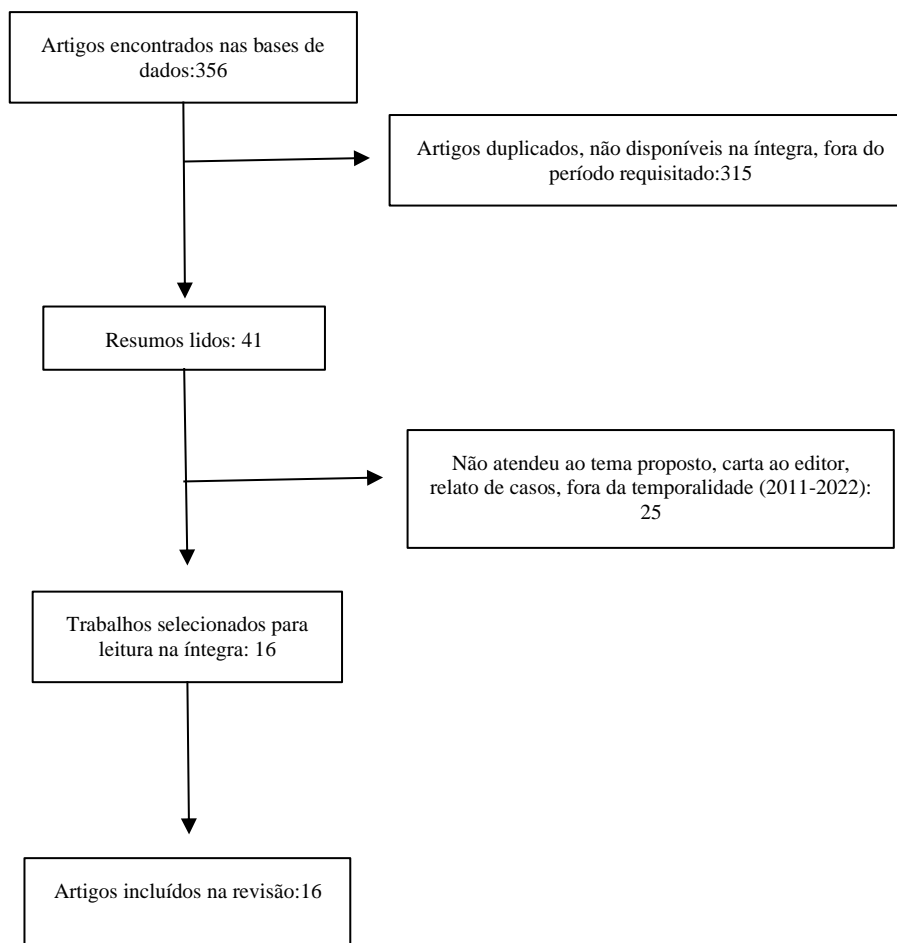 Artigos encontrados nas bases de
dados:356
Artigos duplicados, não disponíveis na íntegra, fora do
período requisitado:315
Resumos lidos: 41
Não atendeu ao tema proposto, carta ao editor,
relato de casos, fora da temporalidade (2011-2022):
25
Trabalhos selecionados para
leitura na íntegra: 16
Artigos incluídos na revisão:16